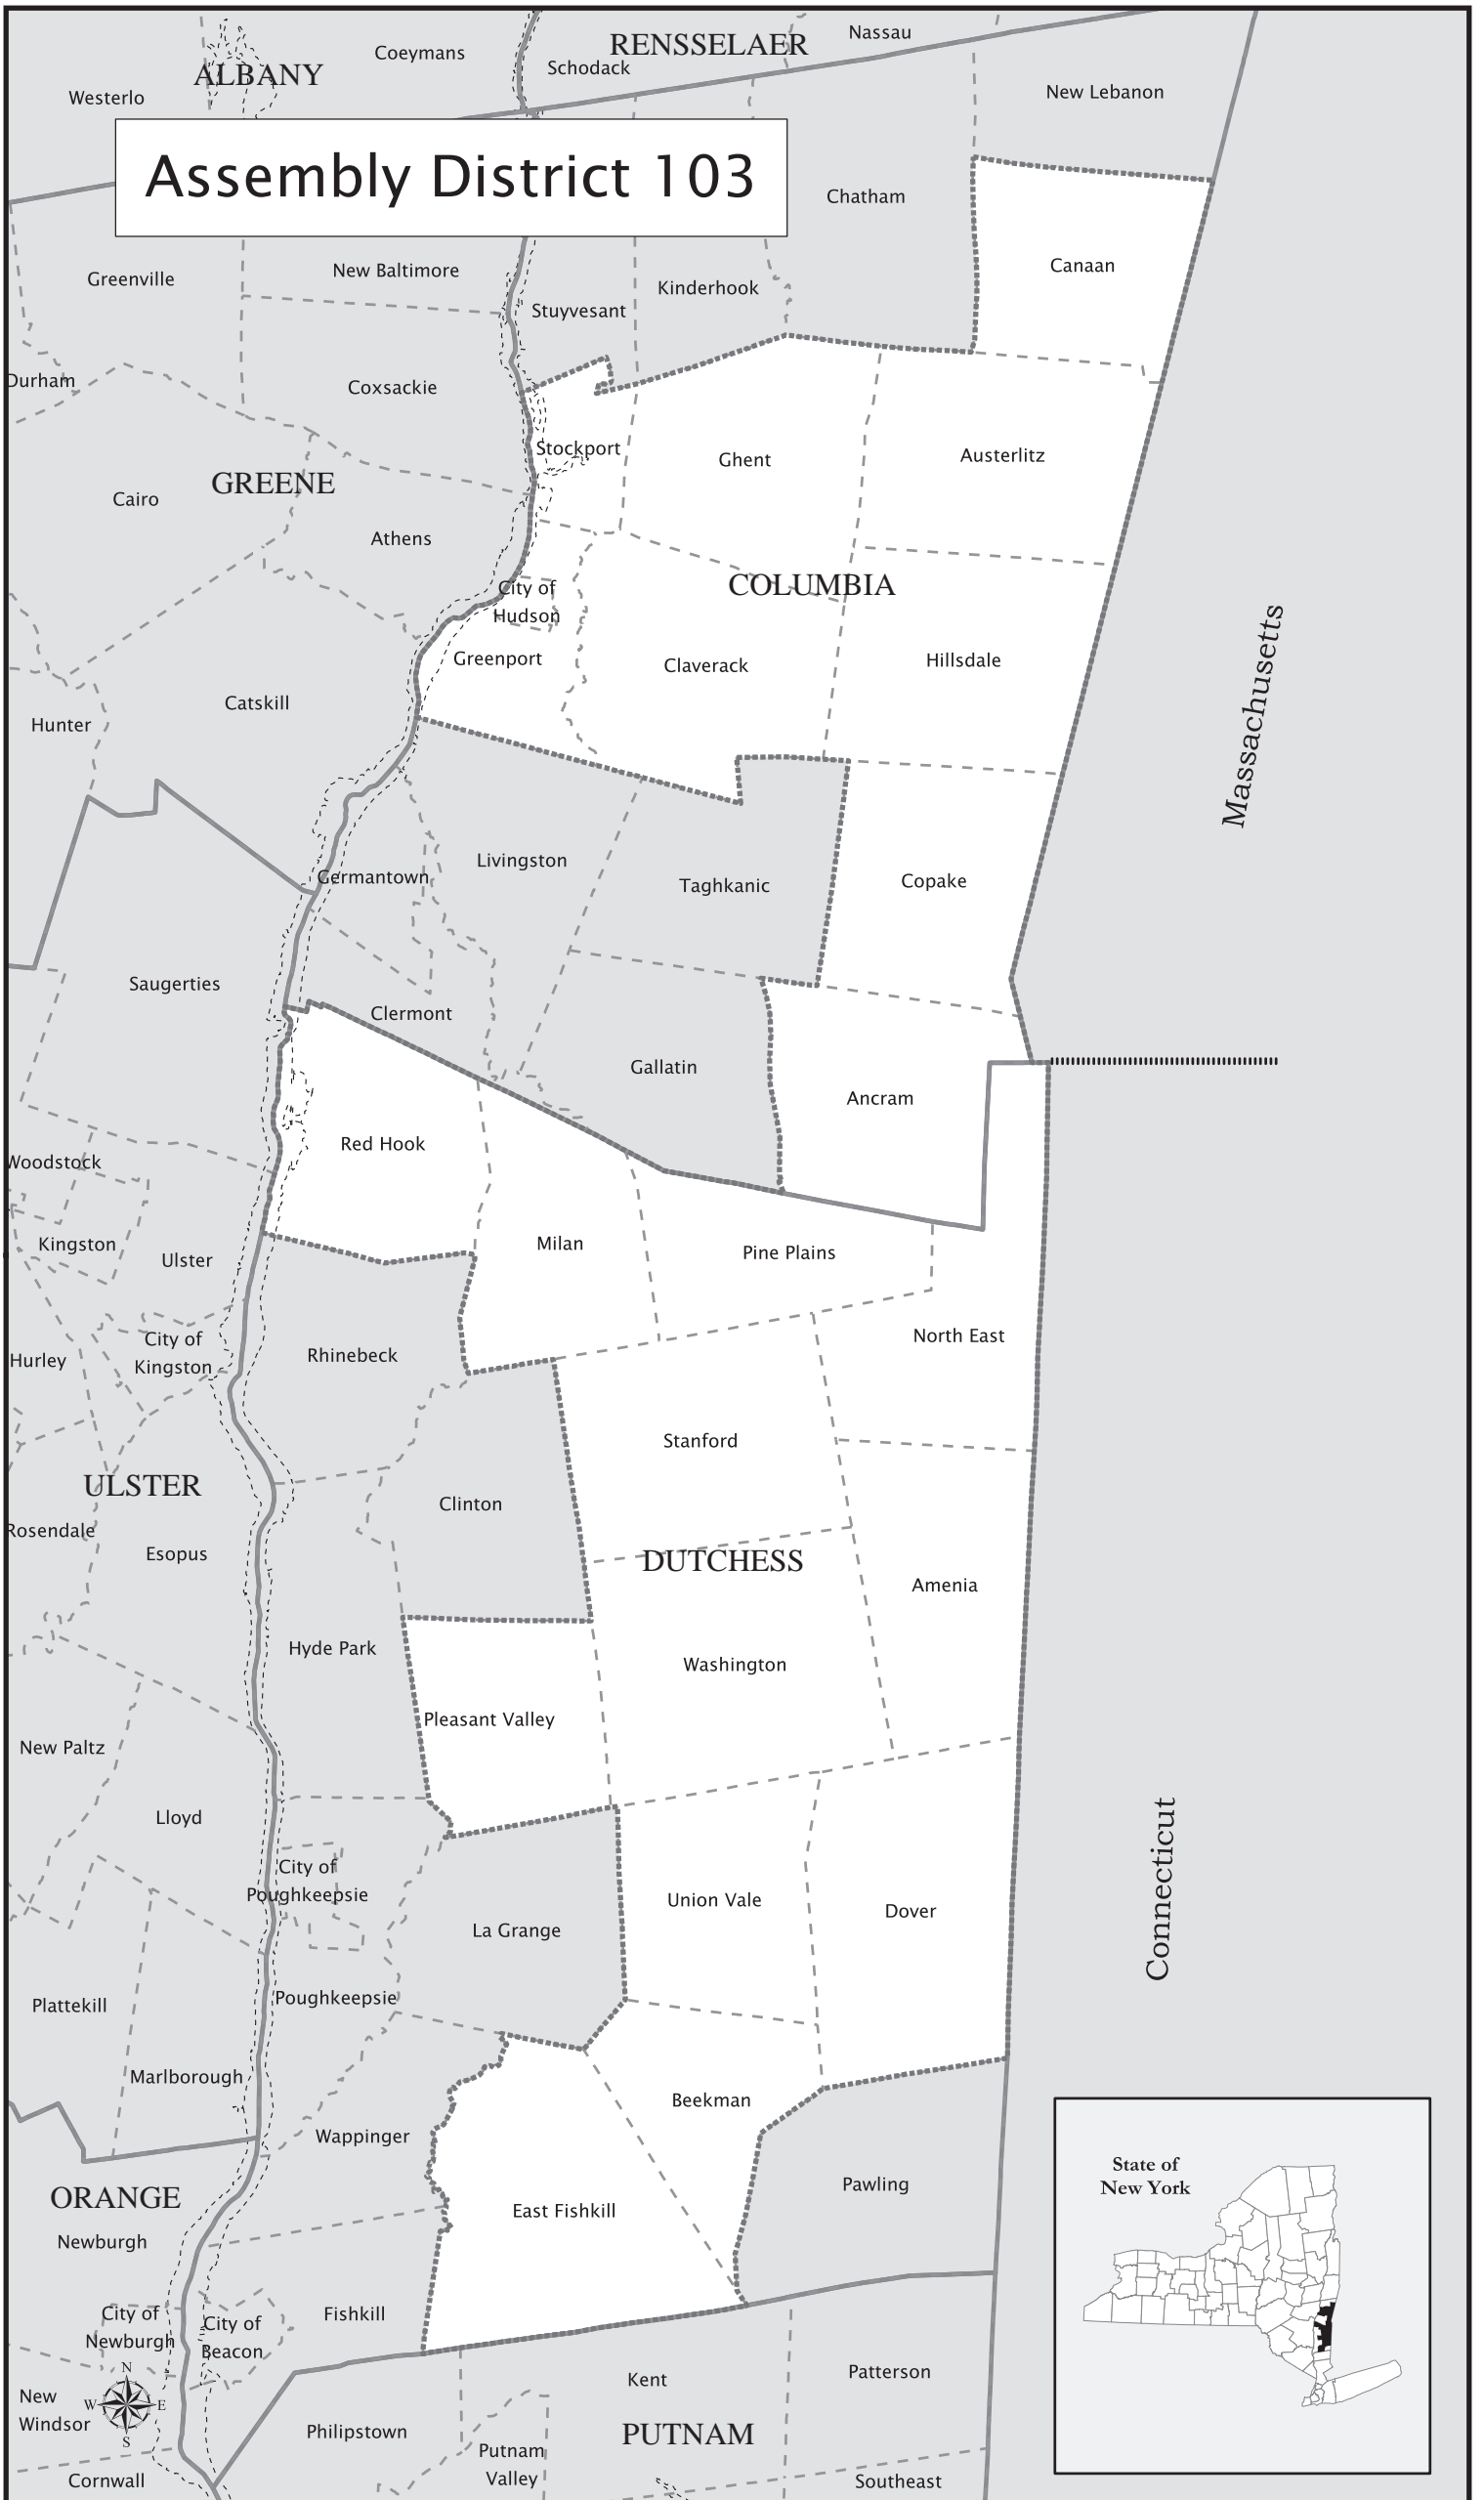 RENSSELAER
Nassau
Coeymans
Schodack
ALBANY
Westerlo
New Lebanon
Assembly District 103
Chatham
Canaan
Greenville
New Baltimore
Kinderhook
Stuyvesant
Durham
Coxsackie
Stockport
Ghent
Austerlitz
GREENE
Cairo
Athens
COLUMBIA
City of
Hudson
Greenport
Claverack
Hillsdale
Massachusetts
Catskill
Hunter
Germantown
Livingston
Taghkanic
Copake
Saugerties
Clermont
Gallatin
Ancram
Red Hook
Woodstock
Kingston
Ulster
Milan
Pine Plains
North East
City of
Kingston
Hurley
Rhinebeck
Stanford
ULSTER
Clinton
Rosendale
Esopus
DUTCHESS
Amenia
Hyde Park
Washington
Pleasant Valley
New Paltz
Lloyd
City of
Poughkeepsie
Union Vale
Dover
La Grange
Connecticut
Plattekill
Poughkeepsie
Marlborough
Beekman
Wappinger
Pawling
State of
New York
ORANGE
East Fishkill
Newburgh
City of
Newburgh
City of
Beacon
Fishkill
N
W
E
S
New
Windsor
Kent
Patterson
Philipstown
PUTNAM
Putnam
Valley
Cornwall
Southeast